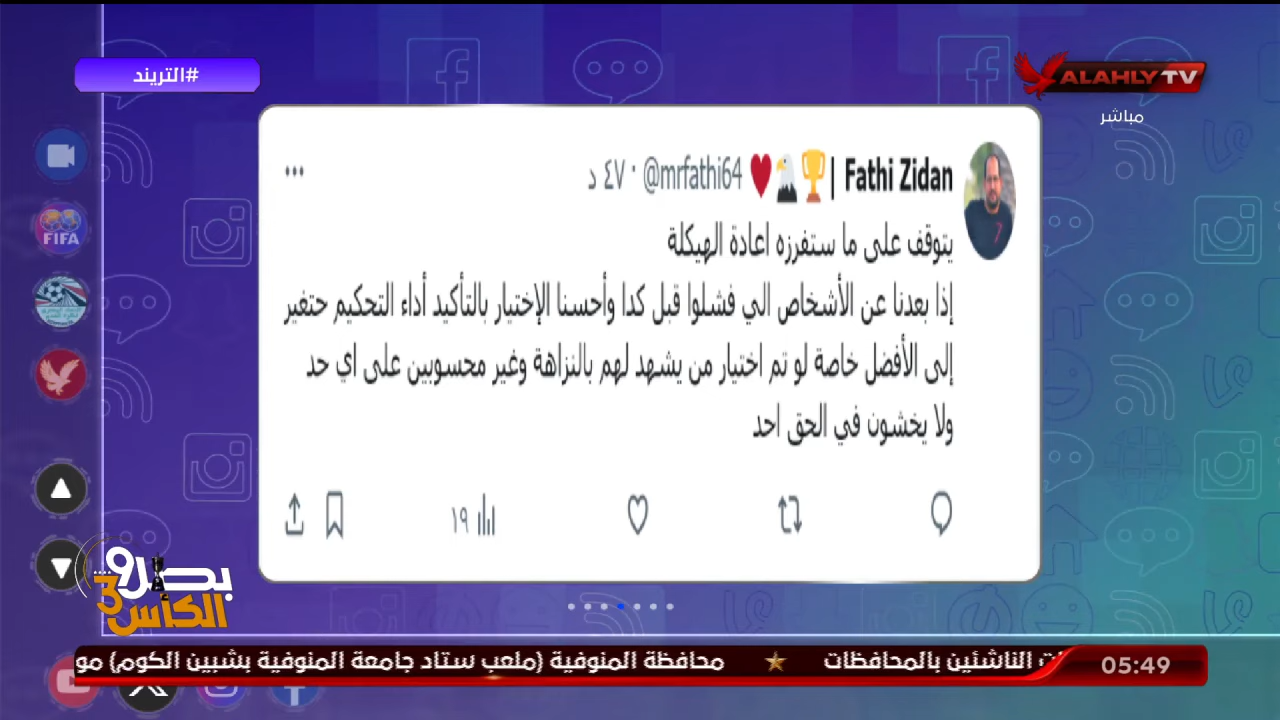 #التريند
ALAHLY TV
مباشر
Fathi Zidan | 🏆🦅♥ @mrfathi64 · ٤٧ د
يتوقف على ما ستفرزه اعادة الهيكلة
إذا بعدنا عن الأشخاص الي فشلوا قبل كدا وأحسنا الإختيار بالتأكيد أداء التحكيم حتغير
إلى الأفضل خاصة لو تم اختيار من يشهد لهم بالنزاهة وغير محسوبين على اي حد
ولا يخشون في الحق احد
١٩
FIFA
الكأس
الناشئين بالمحافظات ★ محافظة المنوفية (ملعب ستاد جامعة المنوفية بشبين الكوم) مو
05:49